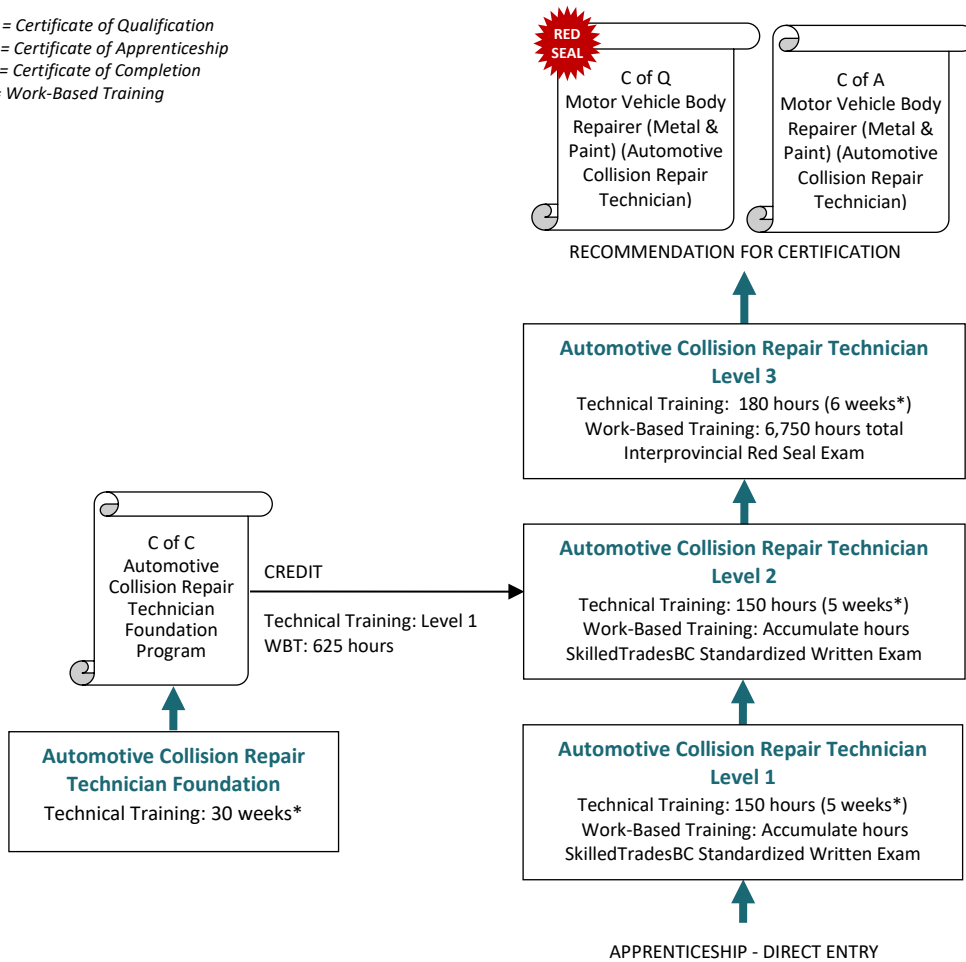 = Certificate of Qualification
= Certificate of Apprenticeship
= Certificate of Completion
= Work-Based Training
RED
SEAL
C of Q
Motor Vehicle Body
Repairer (Metal &
Paint) (Automotive
Collision Repair
Technician)
C of A
Motor Vehicle Body
Repairer (Metal &
Paint) (Automotive
Collision Repair
Technician)
RECOMMENDATION FOR CERTIFICATION
Automotive Collision Repair Technician
Level 3
Technical Training: 180 hours (6 weeks*)
Work-Based Training: 6,750 hours total
Interprovincial Red Seal Exam
C of C
Automotive
Collision Repair
Technician
Foundation
Program
CREDIT
Technical Training: Level 1
WBT: 625 hours
Automotive Collision Repair Technician
Level 2
Technical Training: 150 hours (5 weeks*)
Work-Based Training: Accumulate hours
SkilledTradesBC Standardized Written Exam
Automotive Collision Repair
Technician Foundation
Technical Training: 30 weeks*
Automotive Collision Repair Technician
Level 1
Technical Training: 150 hours (5 weeks*)
Work-Based Training: Accumulate hours
SkilledTradesBC Standardized Written Exam
APPRENTICESHIP - DIRECT ENTRY